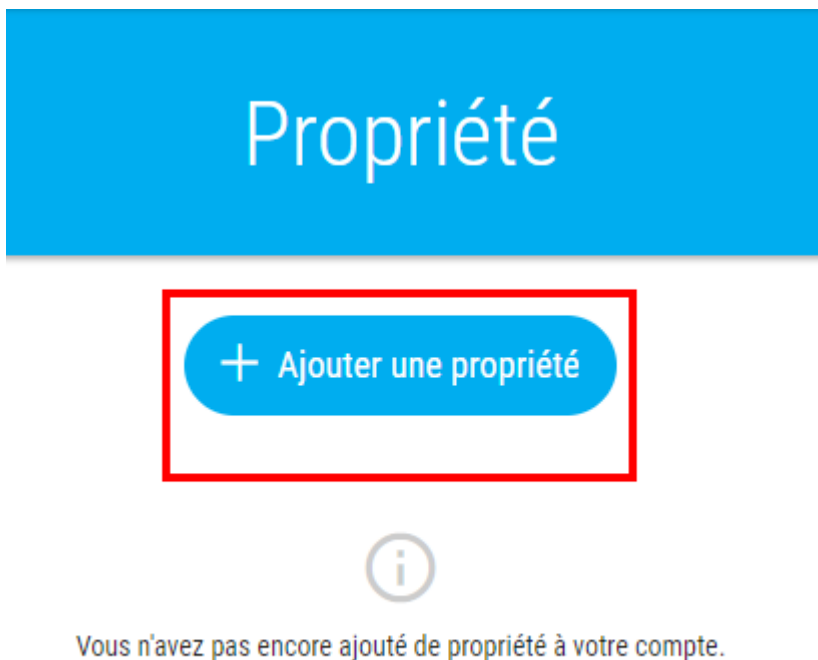 Propriété
+ Ajouter une propriété
Vous n'avez pas encore ajouté de propriété à votre compte.